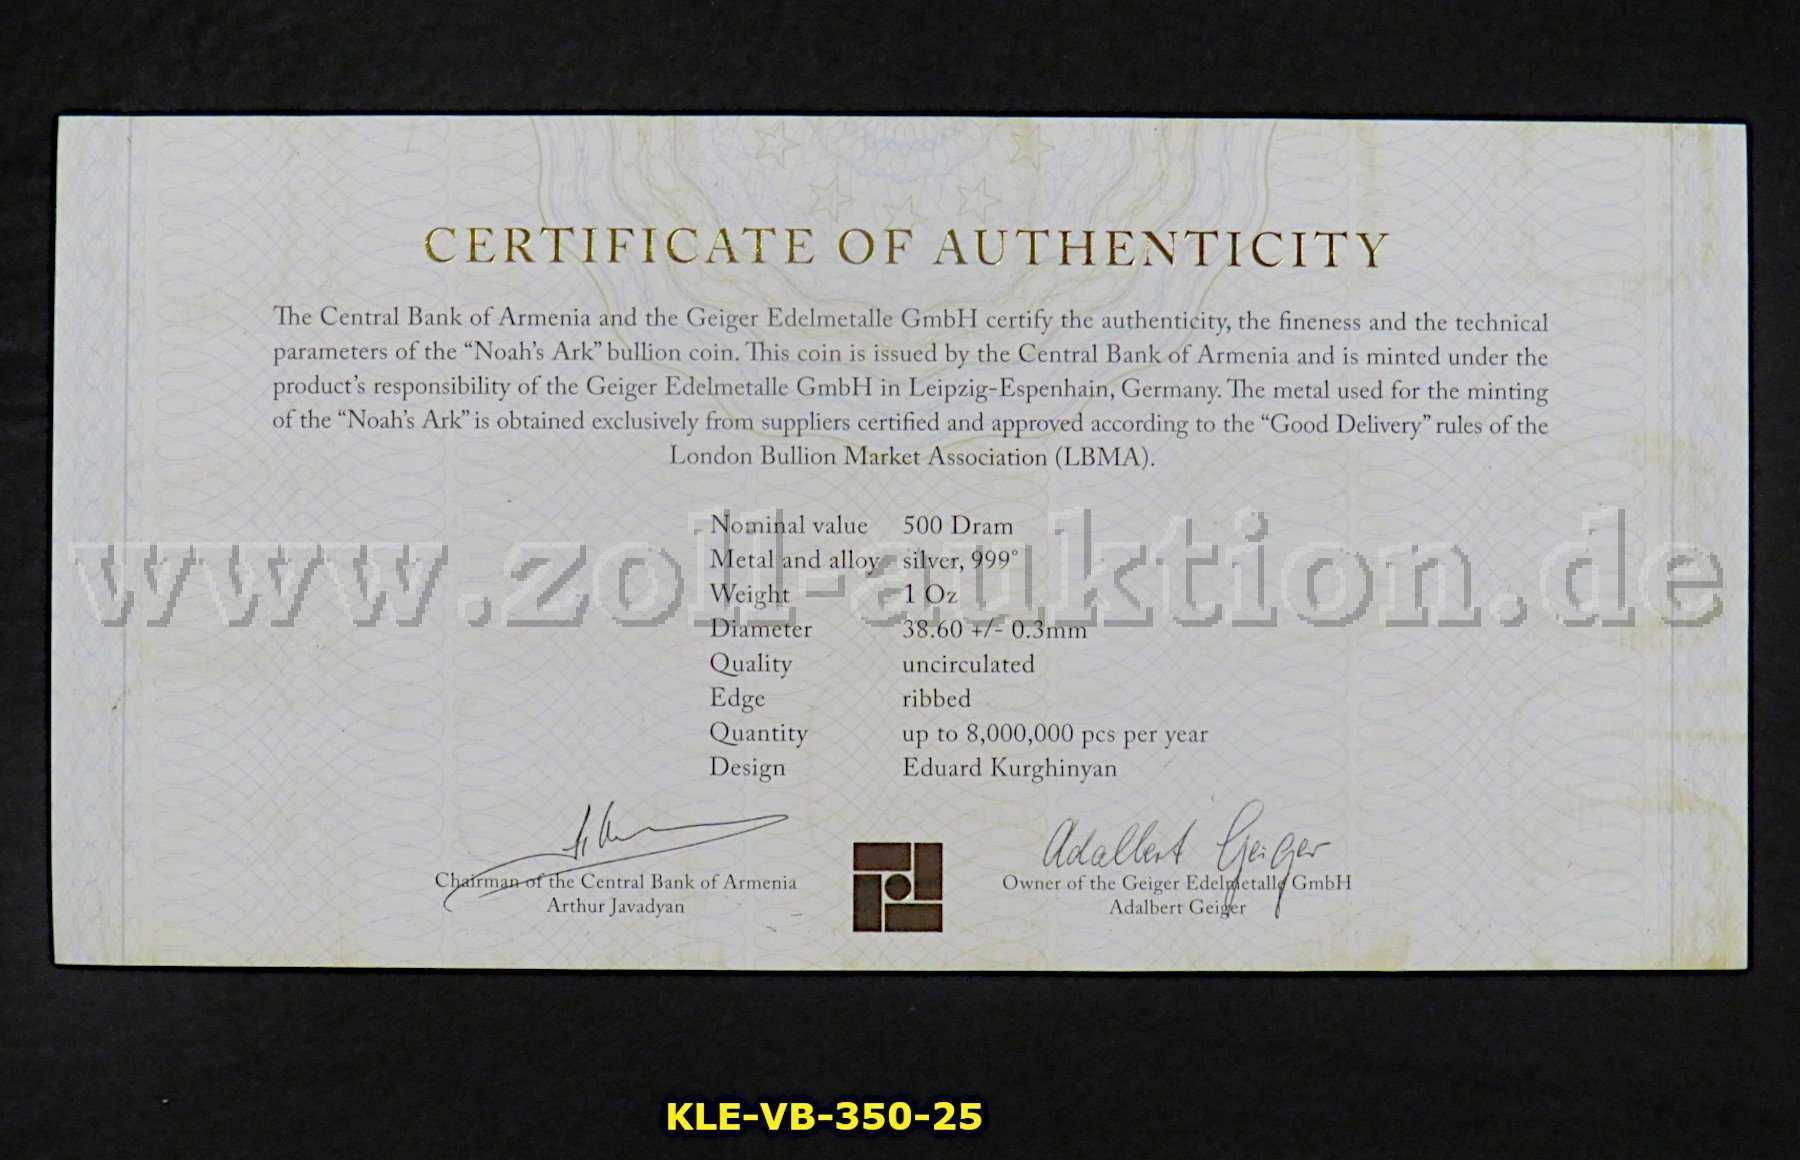 CERTIFICATE OF AUTHENTICITY
The Central Bank of Armenia and the Geiger Edelmetalle GmbH certify the authenticity, the fineness and the technical
parameters of the “Noah’s Ark” bullion coin. This coin is issued by the Central Bank of Armenia and is minted under the
product’s responsibility of the Geiger Edelmetalle GmbH in Leipzig-Espenhain, Germany. The metal used for the minting
of the “Noah’s Ark” is obtained exclusively from suppliers certified and approved according to the “Good Delivery” rules of the
London Bullion Market Association (LBMA).
Nominal value 500 Dram
Metal and alloy silver, 999°
Weight 1 Oz
Diameter 38.60 +/- 0.3mm
Quality uncirculated
Edge ribbed
Quantity up to 8,000,000 pcs per year
Design Eduard Kurghinyan
www.zoll-auktion.de
Adalbert Geiger
Chairman of the Central Bank of Armenia
Arthur Javadyan
Owner of the Geiger Edelmetalle GmbH
Adalbert Geiger
KLE-VB-350-25